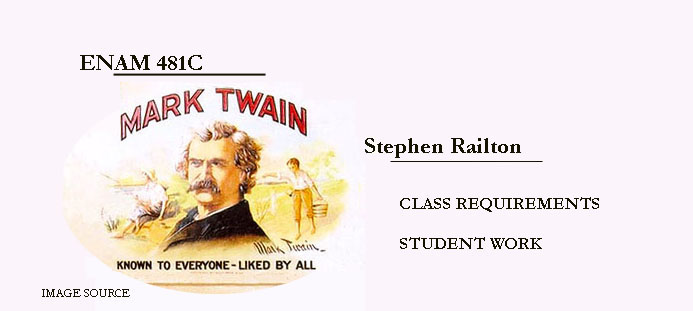 ENAM 481C
MARK TWAIN
Stephen Railton
CLASS REQUIREMENTS
STUDENT WORK
Mark Twain
KNOWN TO EVERYONE - LIKED BY ALL
IMAGE SOURCE